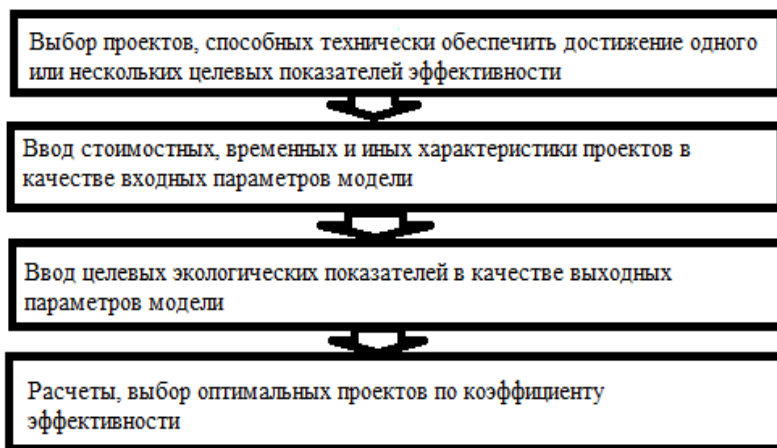 Выбор проектов, способных технически обеспечить достижение одного
или нескольких целевых показателей эффективности
Ввод стоимостных, временных и иных характеристики проектов в
качестве входных параметров модели
Ввод целевых экологических показателей в качестве выходных
параметров модели
Расчеты, выбор оптимальных проектов по коэффициенту
эффективности